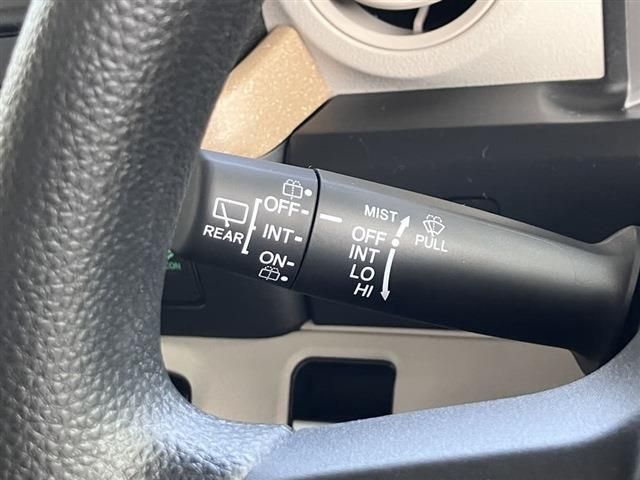 REAR
OFF-
INT-
ON-
MIST
OFF
INT
LO
HI
PULL